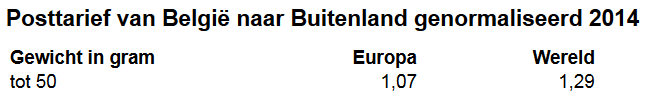 Posttarief van België naar Buitenland genormaliseerd 2014
Gewicht in gram Europa Wereld
tot 50 1,07 1,29